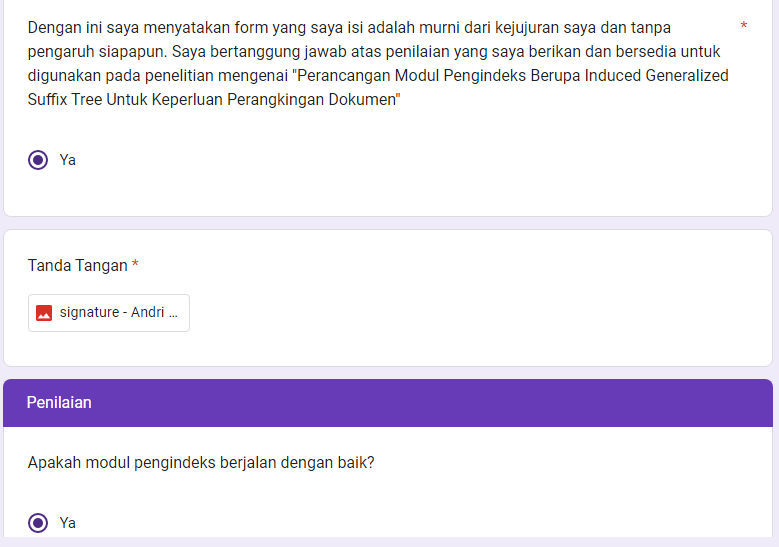 Dengan ini saya menyatakan form yang saya isi adalah murni dari kejujuran saya dan tanpa *
pengaruh siapapun. Saya bertanggung jawab atas penilaian yang saya berikan dan bersedia untuk
digunakan pada penelitian mengenai "Perancangan Modul Pengindeks Berupa Induced Generalized
Suffix Tree Untuk Keperluan Perangkingan Dokumen"
Ya
Tanda Tangan *
signature - Andri ...
Penilaian
Apakah modul pengindeks berjalan dengan baik?
Ya